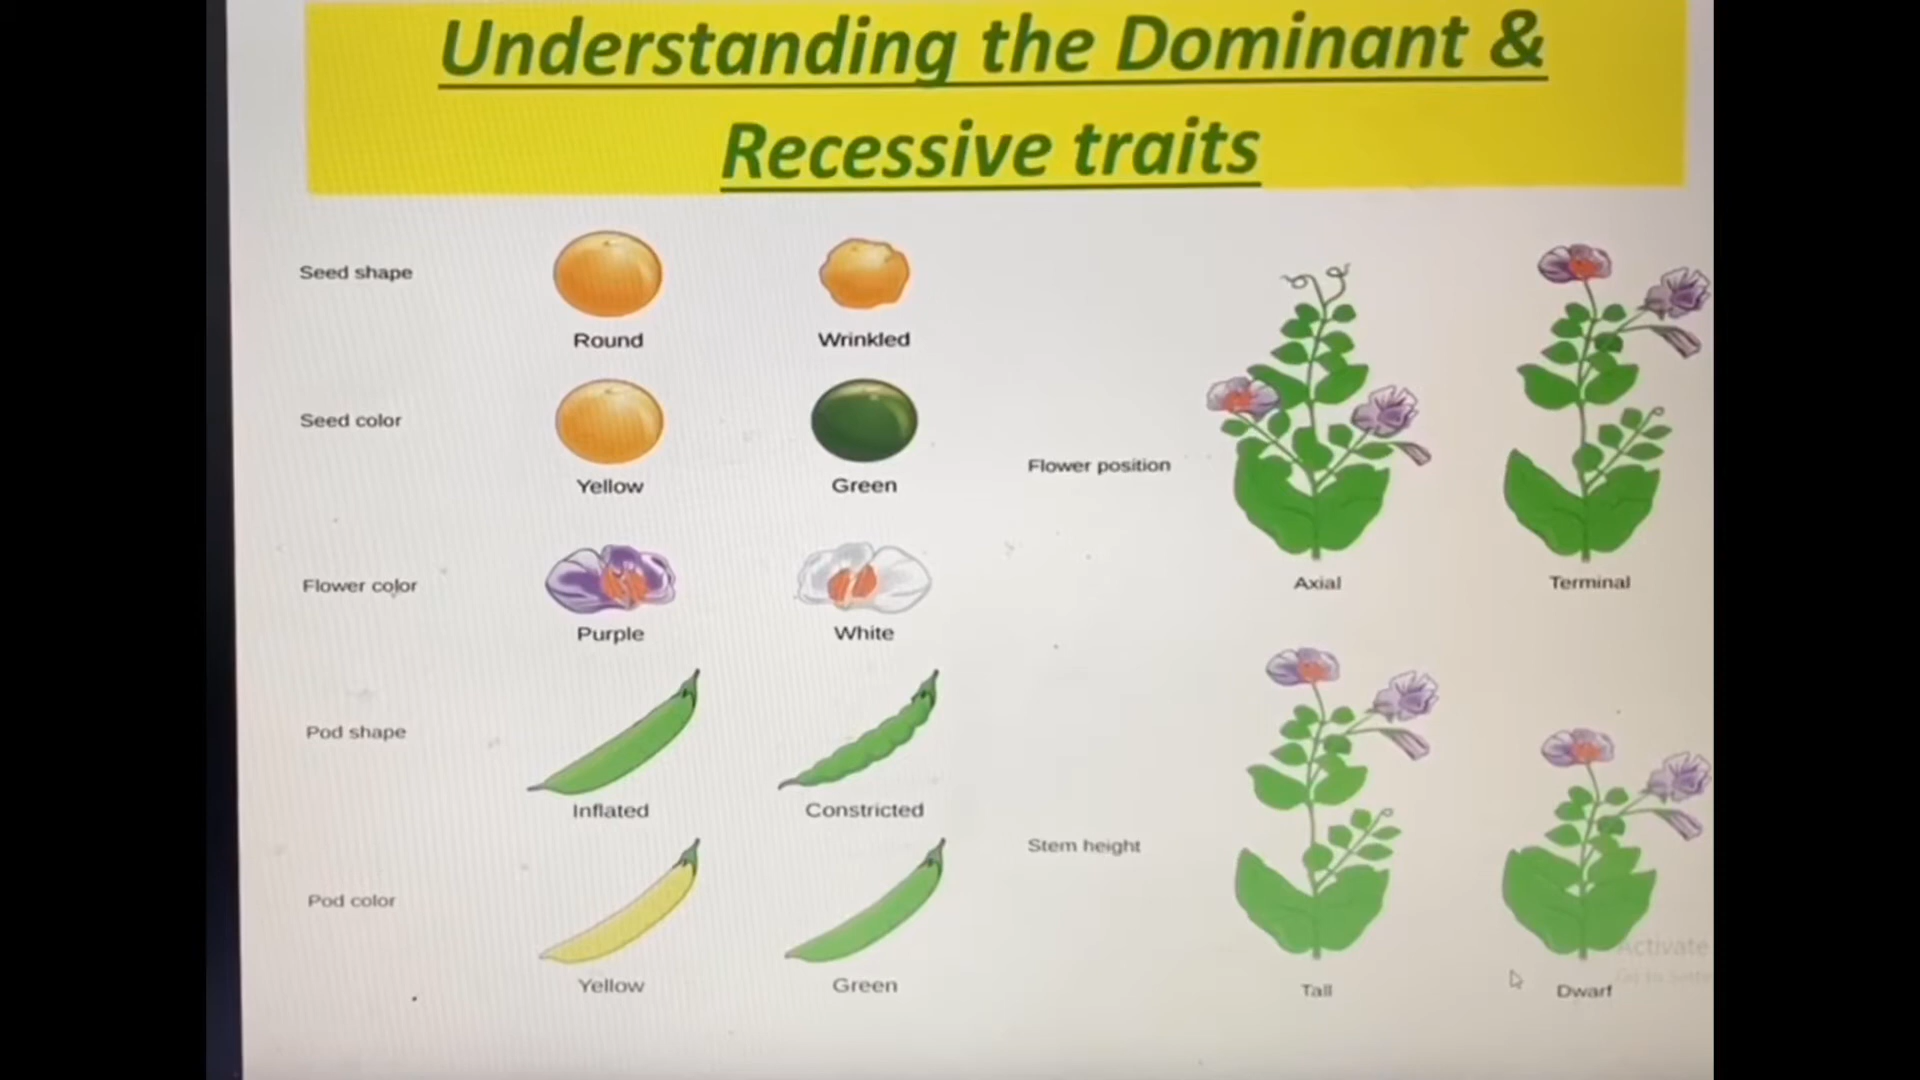 Understanding the Dominant &
Recessive traits
Seed shape
Round
Wrinkled
Seed color
Yellow
Green
Flower color
Purple
White
Pod shape
Inflated
Constricted
Pod color
Yellow
Green
Flower position
Axial
Terminal
Stem height
Tall
Dwarf
Activate